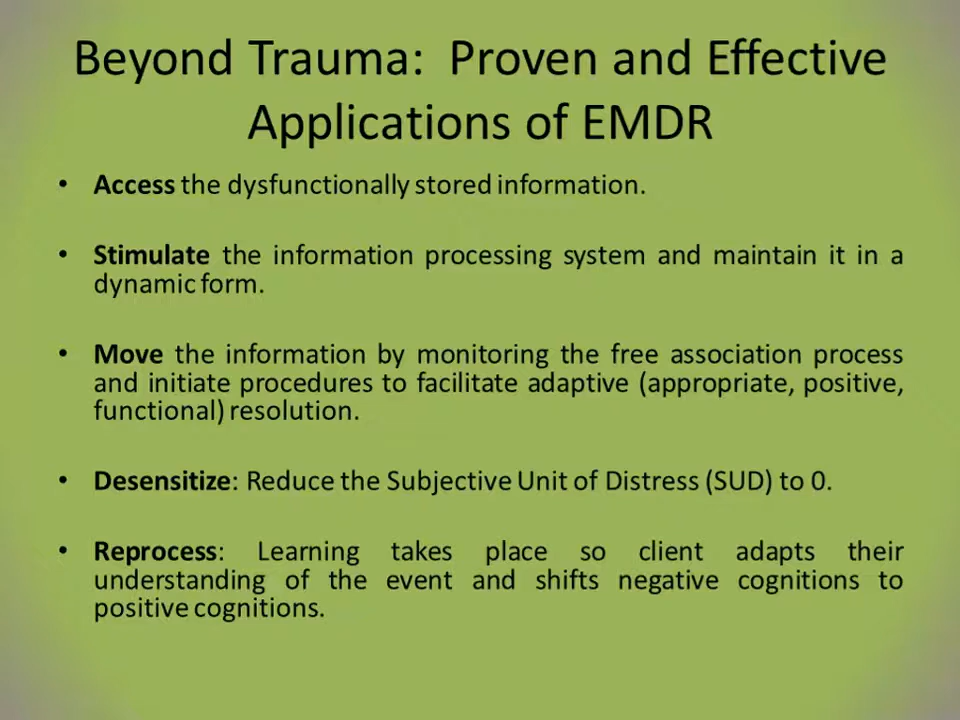 Beyond Trauma:  Proven and Effective
Applications of EMDR
• Access the dysfunctionally stored information.
• Stimulate the information processing system and maintain it in a
dynamic form.
• Move the information by monitoring the free association process
and initiate procedures to facilitate adaptive (appropriate, positive,
functional) resolution.
• Desensitize: Reduce the Subjective Unit of Distress (SUD) to 0.
• Reprocess: Learning takes place so client adapts their
understanding of the event and shifts negative cognitions to
positive cognitions.